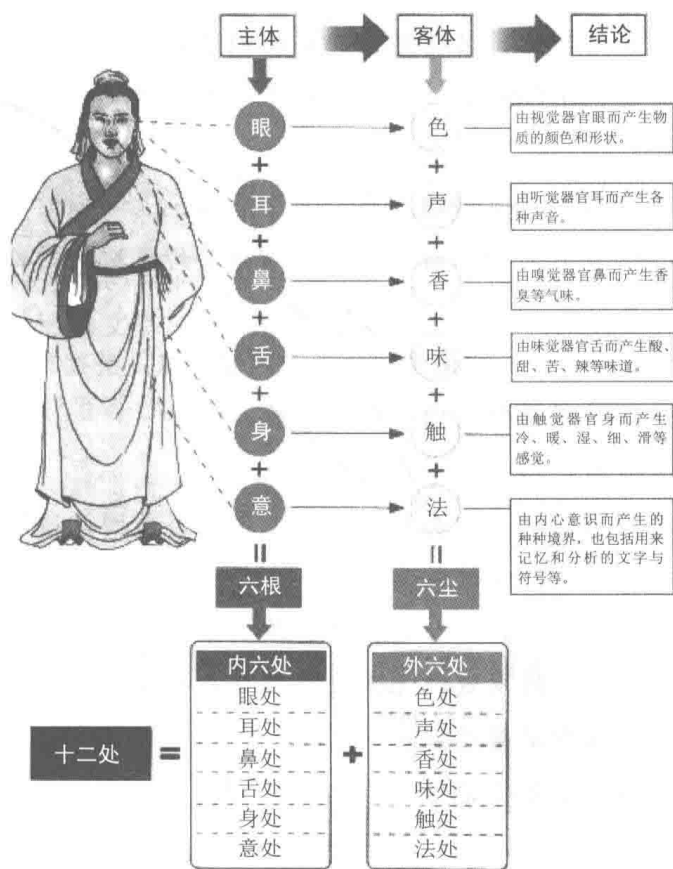 主体
客体
结论
眼
色
由视觉器官眼而产生物
质的颜色和形状。
+
+
耳
声
由听觉器官耳而产生各
种声音。
+
+
鼻
香
由嗅觉器官鼻而产生香
臭等气味。
+
+
舌
味
由味觉器官舌而产生酸、
甜、苦、辣等味道。
+
+
身
触
由触觉器官身而产生
冷、暖、湿、细、滑等
感觉。
+
+
意
法
由内心意识而产生的
种种境界，也包括用来
记忆和分析的文字与
符号等。
=
=
六根
六尘
内六处
眼处
耳处
鼻处
舌处
身处
意处
外六处
色处
声处
香处
味处
触处
法处
十二处
=
+